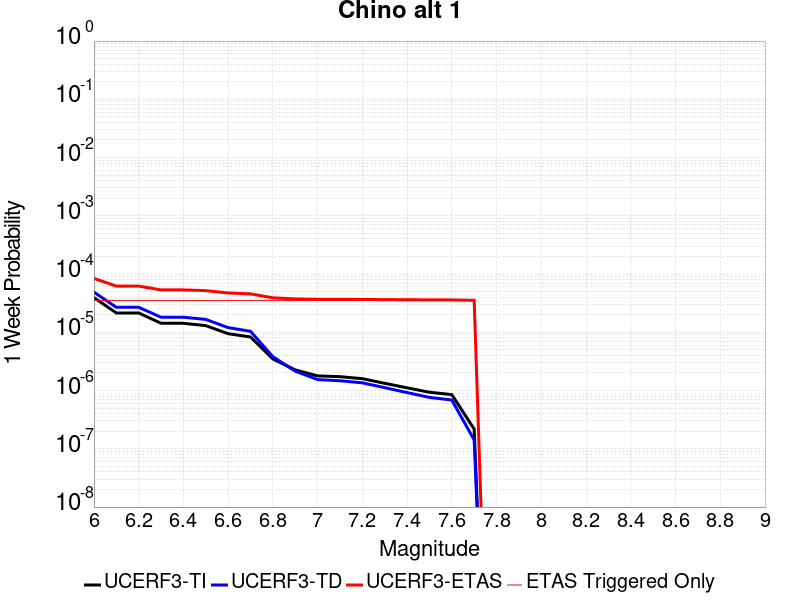 Chino alt 1
10^0
10^-1
10^-2
10^-3
10^-4
10^-5
10^-6
10^-7
10^-8
1 Week Probability
6 6.2 6.4 6.6 6.8 7 7.2 7.4 7.6 7.8 8 8.2 8.4 8.6 8.8 9
Magnitude
UCERF3-TI UCERF3-TD UCERF3-ETAS ETAS Triggered Only